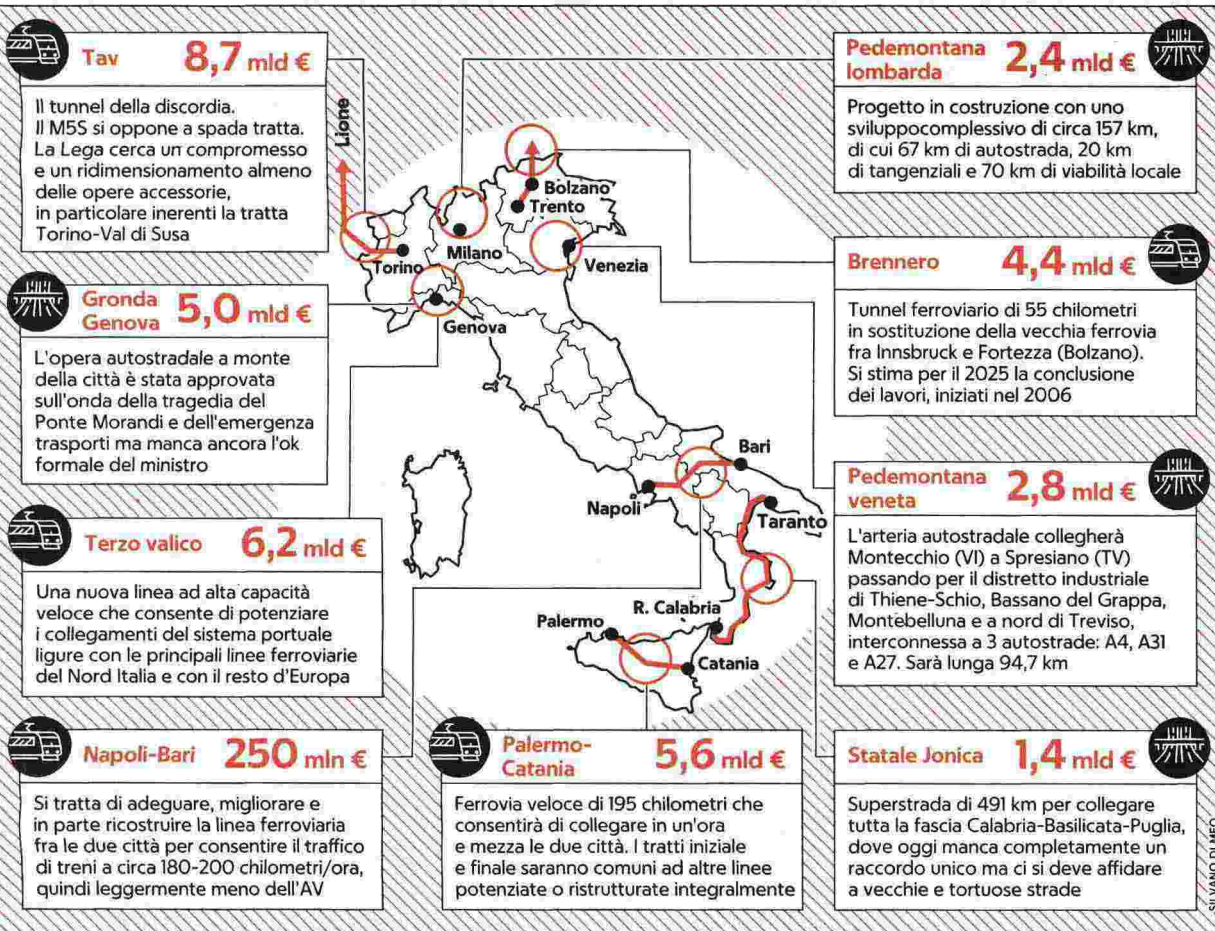 Tav 8,7 mld €
Il tunnel della discordia.
Il M5S si oppone a spada tratta.
La Lega cerca un compromesso
e un ridimensionamento almeno
delle opere accessorie,
in particolare inerenti la tratta
Torino-Val di Susa
Gronda
Genova 5,0 mld €
L'opera autostradale a monte
della città è stata approvata
sull'onda della tragedia del
Ponte Morandi e dell'emergenza
trasporti ma manca ancora l'ok
formale del ministro
Terzo valico 6,2 mld €
Una nuova linea ad alta capacità
veloce che consente di potenziare
i collegamenti del sistema portuale
ligure con le principali linee ferroviarie
del Nord Italia e con il resto d'Europa
Napoli-Bari 250 mln €
Si tratta di adeguare, migliorare e
in parte ricostruire la linea ferroviaria
fra le due città per consentire il traffico
di treni a circa 180-200 chilometri/ora,
quindi leggermente meno dell'AV
Lione
Bolzano
Trento
Milano
Venezia
Torino
Genova
Bari
Napoli
Taranto
R. Calabria
Palermo
Catania
Palermo-
Catania 5,6 mld €
Ferrovia veloce di 195 chilometri che
consentirà di collegare in un'ora
e mezza le due città. I tratti iniziale
e finale saranno comuni ad altre linee
potenziate o ristrutturate integralmente
Pedemontana
lombarda 2,4 mld €
Progetto in costruzione con uno
sviluppocomplessivo di circa 157 km,
di cui 67 km di autostrada, 20 km
di tangenziali e 70 km di viabilità locale
Brennero 4,4 mld €
Tunnel ferroviario di 55 chilometri
in sostituzione della vecchia ferrovia
fra Innsbruck e Fortezza (Bolzano).
Si stima per il 2025 la conclusione
dei lavori, iniziati nel 2006
Pedemontana
veneta 2,8 mld €
L'arteria autostradale collegherà
Montecchio (VI) a Spresiano (TV)
passando per il distretto industriale
di Thiene-Schio, Bassano del Grappa,
Montebelluna e a nord di Treviso,
interconnessa a 3 autostrade: A4, A31
e A27. Sarà lunga 94,7 km
Statale Jonica 1,4 mld €
Superstrada di 491 km per collegare
tutta la fascia Calabria-Basilicata-Puglia,
dove oggi manca completamente un
raccordo unico ma ci si deve affidare
a vecchie e tortuose strade
SILVANO DI MEO